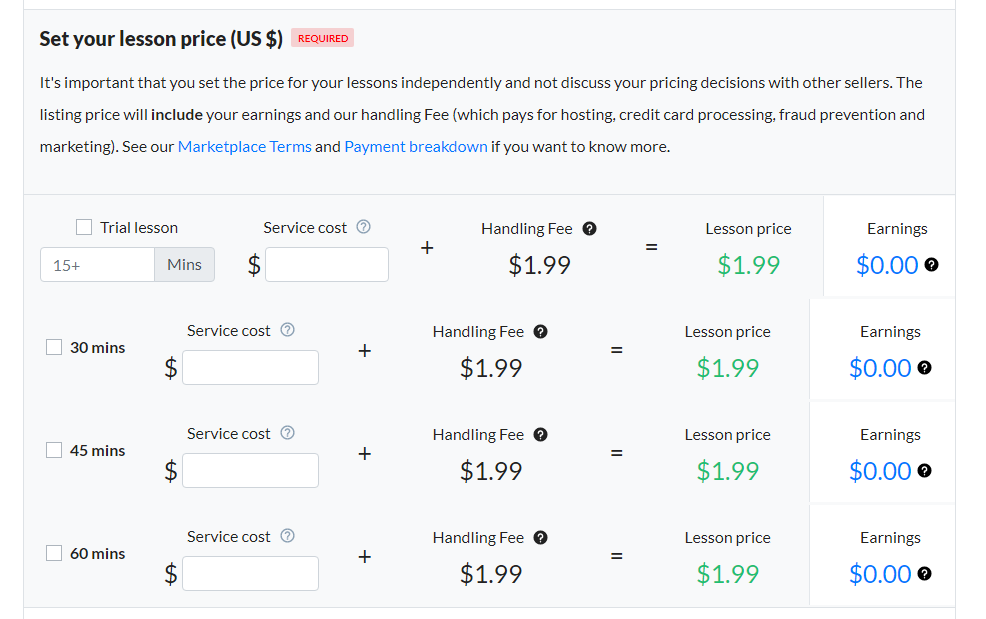 Set your lesson price (US $) REQUIRED
It's important that you set the price for your lessons independently and not discuss your pricing decisions with other sellers. The
listing price will include your earnings and our handling Fee (which pays for hosting, credit card processing, fraud prevention and
marketing). See our Marketplace Terms and Payment breakdown if you want to know more.
Trial lesson Service cost ? Handling Fee ? Lesson price Earnings
15+ Mins $ + $1.99 = $1.99 $0.00 ?
Service cost ? Handling Fee ? Lesson price Earnings
30 mins $ + $1.99 = $1.99 $0.00 ?
Service cost ? Handling Fee ? Lesson price Earnings
45 mins $ + $1.99 = $1.99 $0.00 ?
Service cost ? Handling Fee ? Lesson price Earnings
60 mins $ + $1.99 = $1.99 $0.00 ?